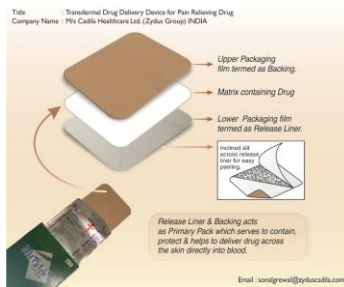 Title : Transdermal Drug Delivery Device for Pain Relieving Drug
Company Name : M/s Cadila Healthcare Ltd. (Zydus Group) INDIA
Upper Packaging
film termed as Backing.
Matrix containing Drug
Lower Packaging film
termed as Release Liner.
Inclined slit
across release
liner for easy
peeling.
Release Liner & Backing acts
as Primary Pack which serves to contain,
protect & helps to deliver drug across
the skin directly into blood.
Email : sonalgrewal@zyduscadila.com